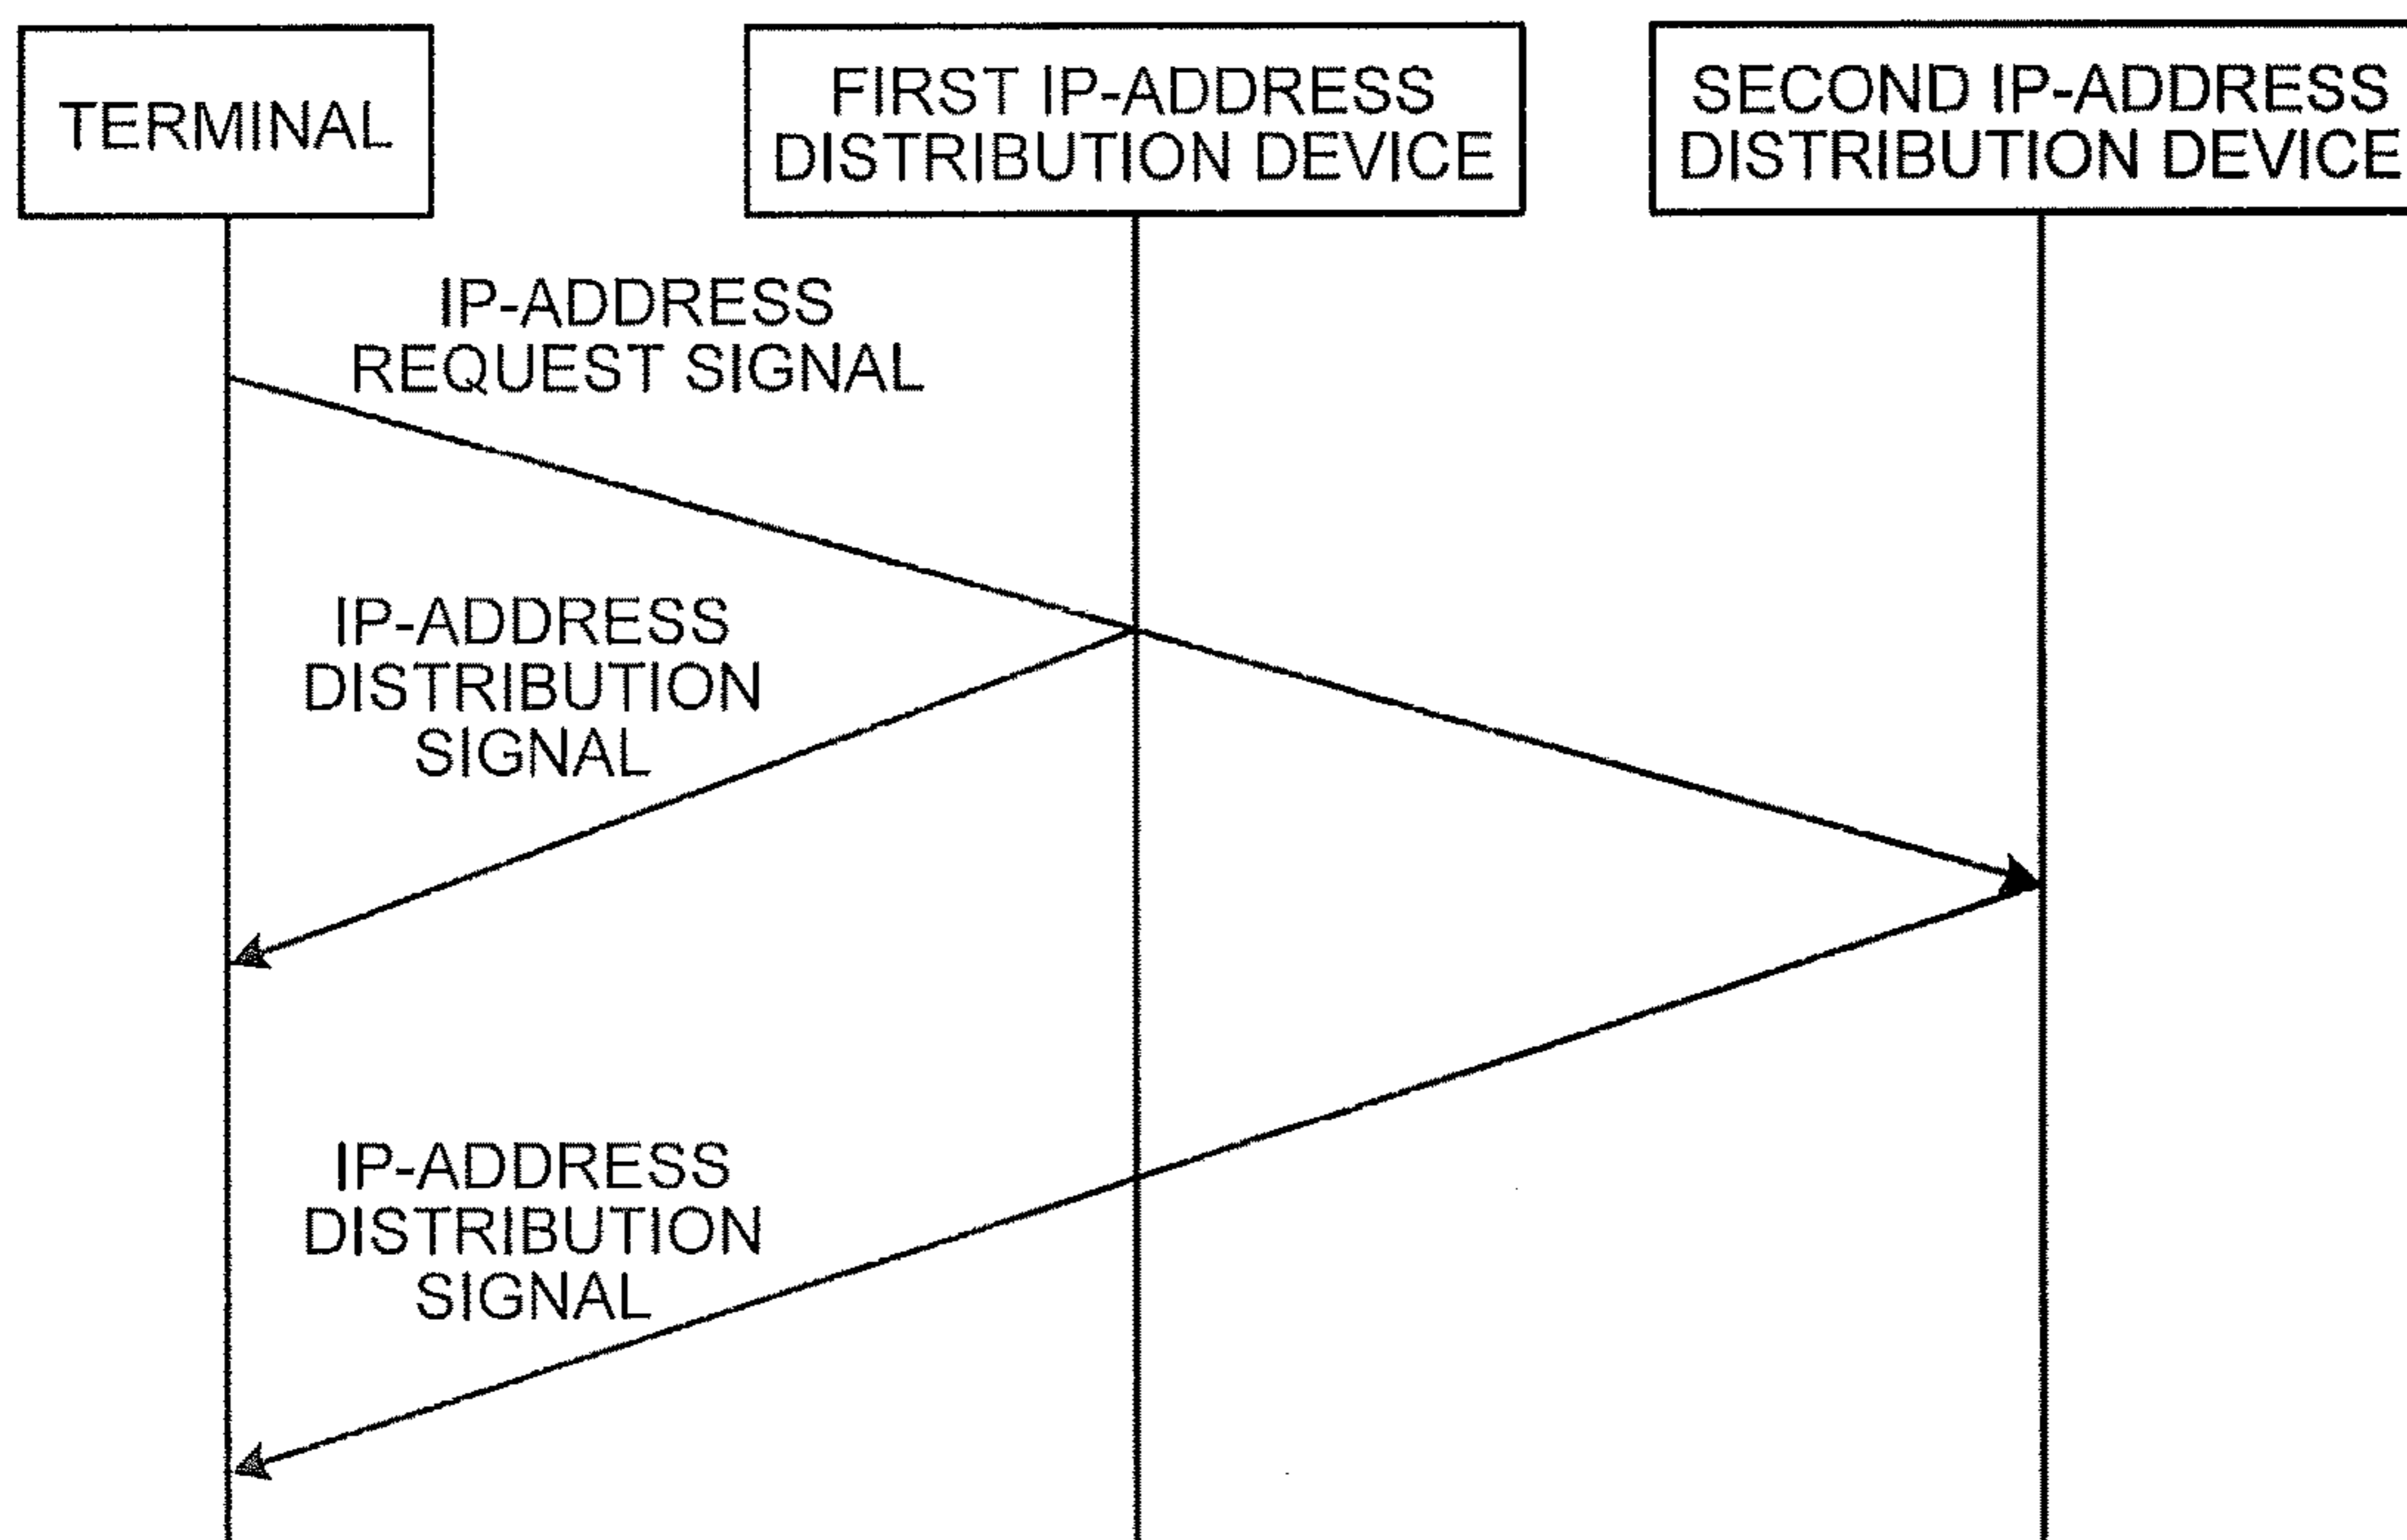 TERMINAL
FIRST IP-ADDRESS
DISTRIBUTION DEVICE
SECOND IP-ADDRESS
DISTRIBUTION DEVICE
IP-ADDRESS
REQUEST SIGNAL
IP-ADDRESS
DISTRIBUTION
SIGNAL
IP-ADDRESS
DISTRIBUTION
SIGNAL